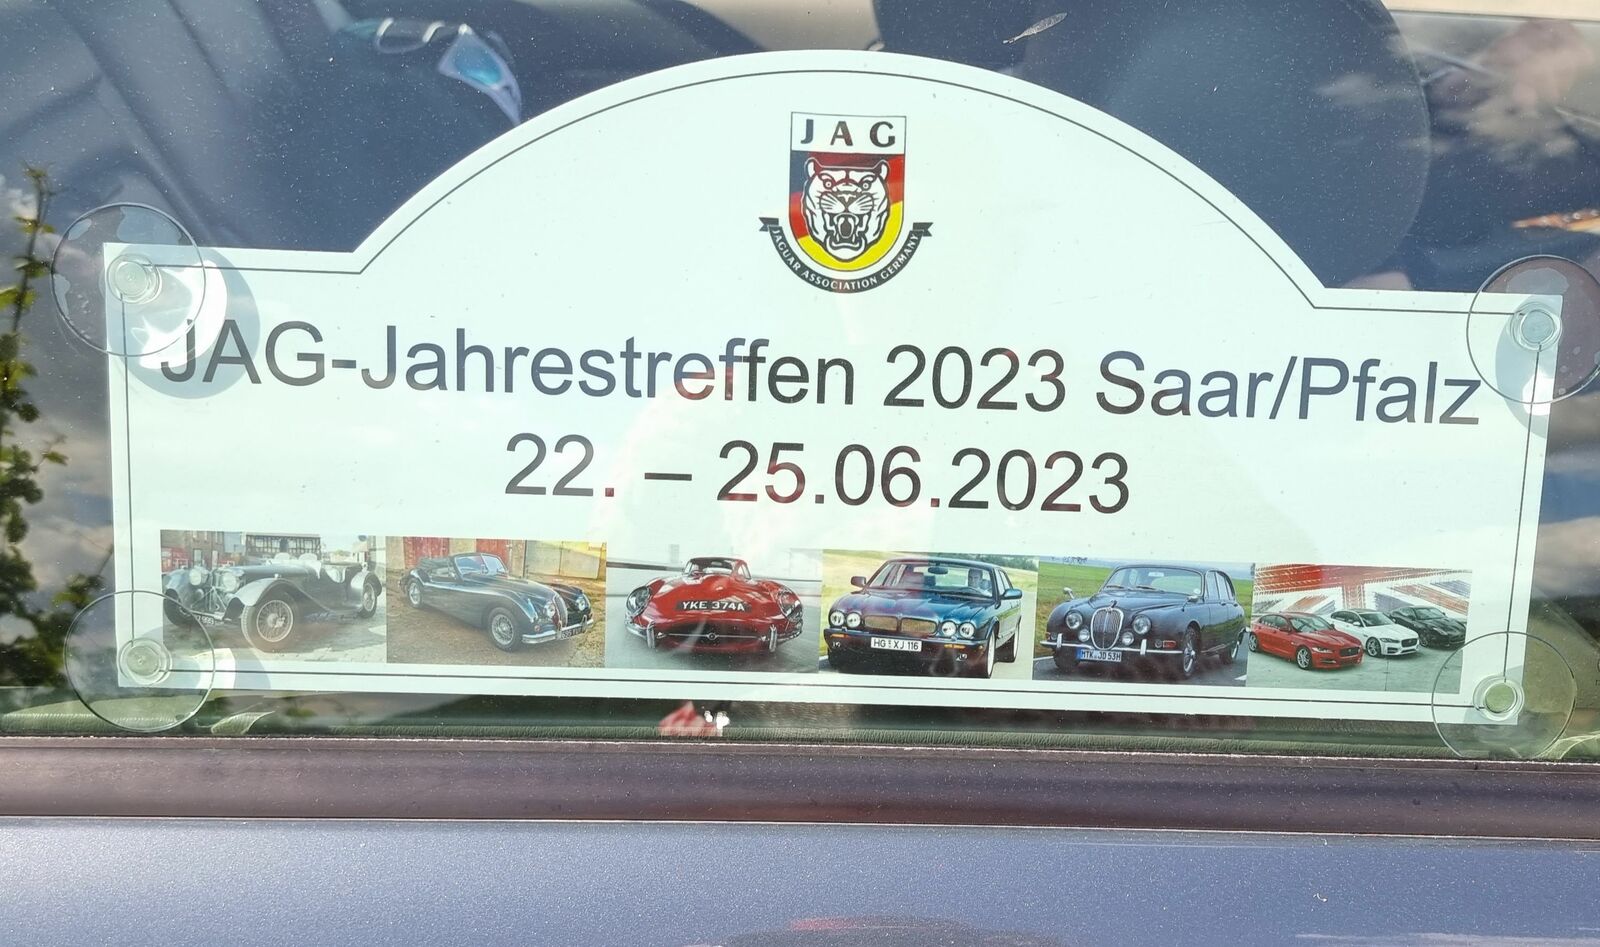 JAG
JAGUAR ASSOCIATION GERMANY
JAG-Jahrestreffen 2023 Saar/Pfalz
22. – 25.06.2023
YKE 374A
HG XJ 116
MTK JD 53H